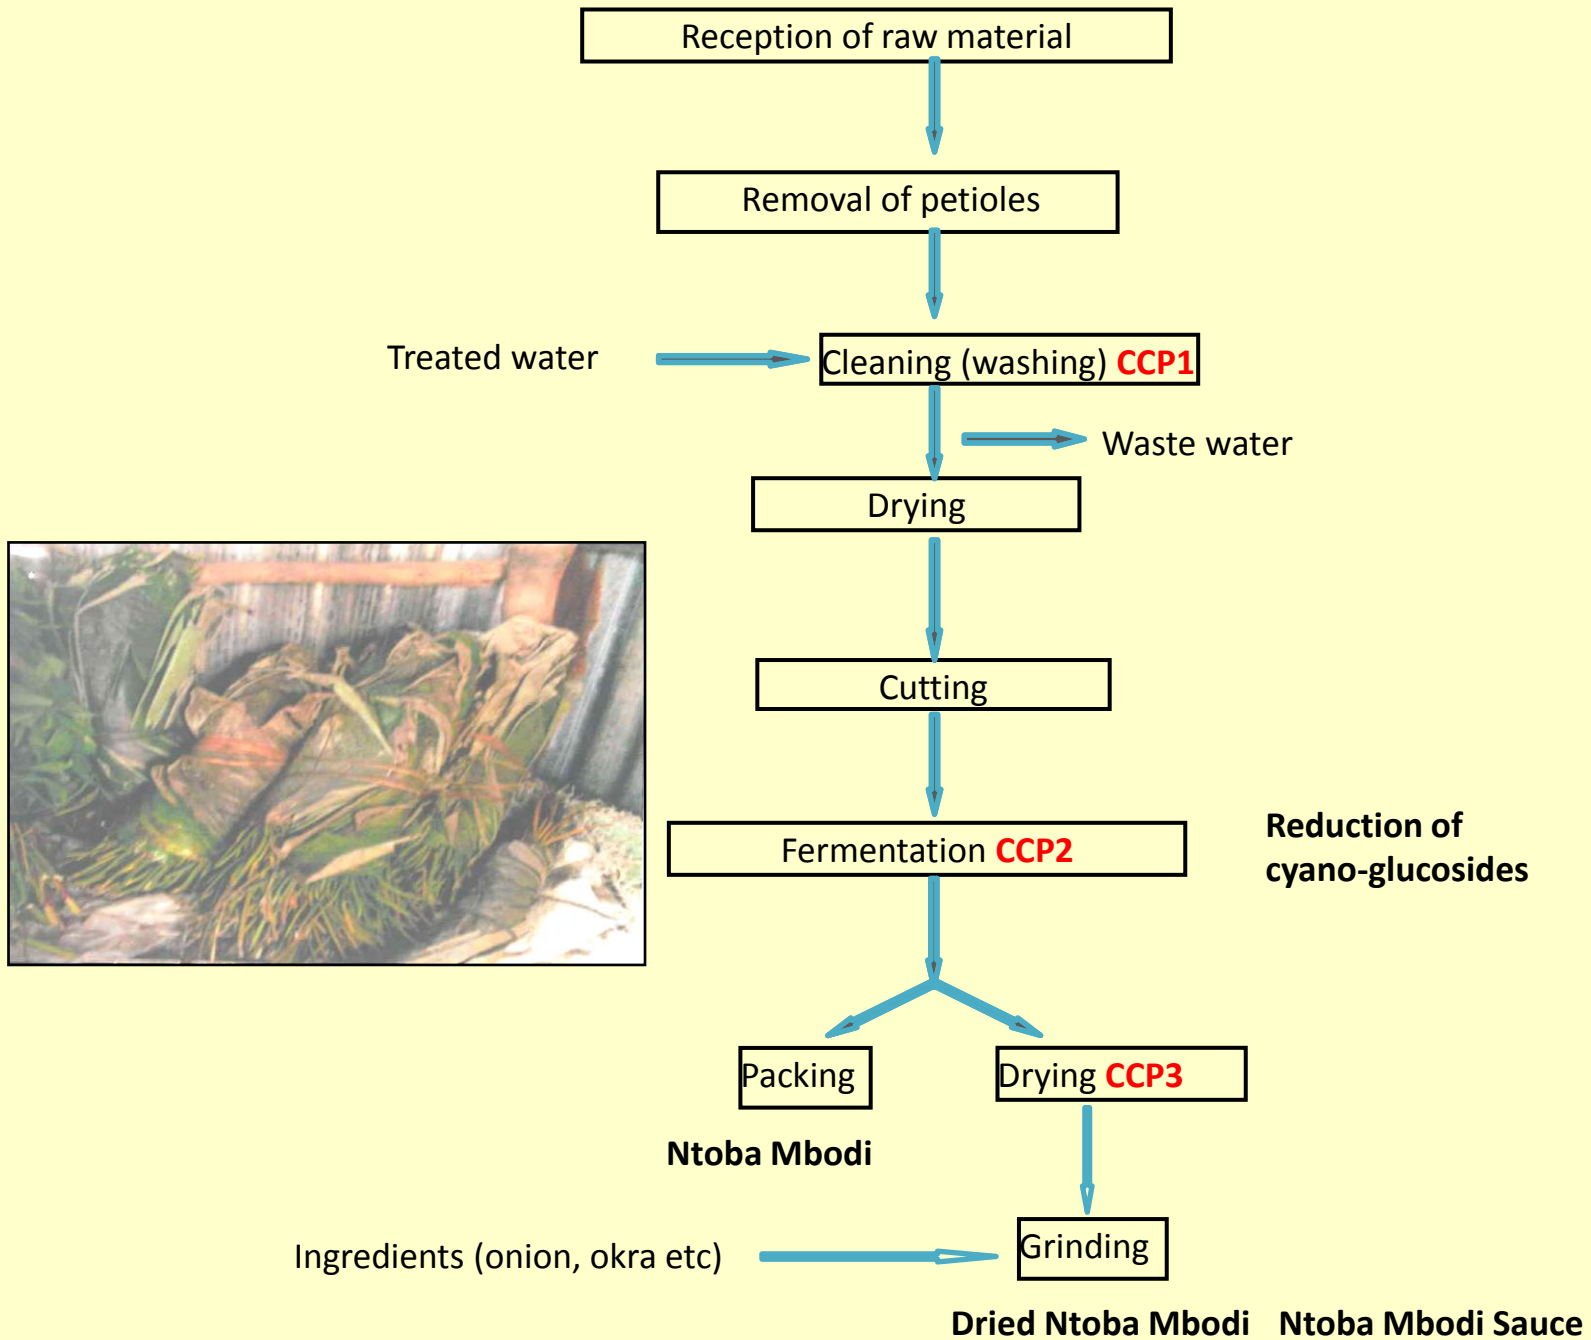 Reception of raw material
Removal of petioles
Treated water
Cleaning (washing) CCP1
Waste water
Drying
Cutting
Fermentation CCP2
Reduction of
cyano-glucosides
Packing
Drying CCP3
Ntoba Mbodi
Ingredients (onion, okra etc)
Grinding
Dried Ntoba Mbodi
Ntoba Mbodi Sauce